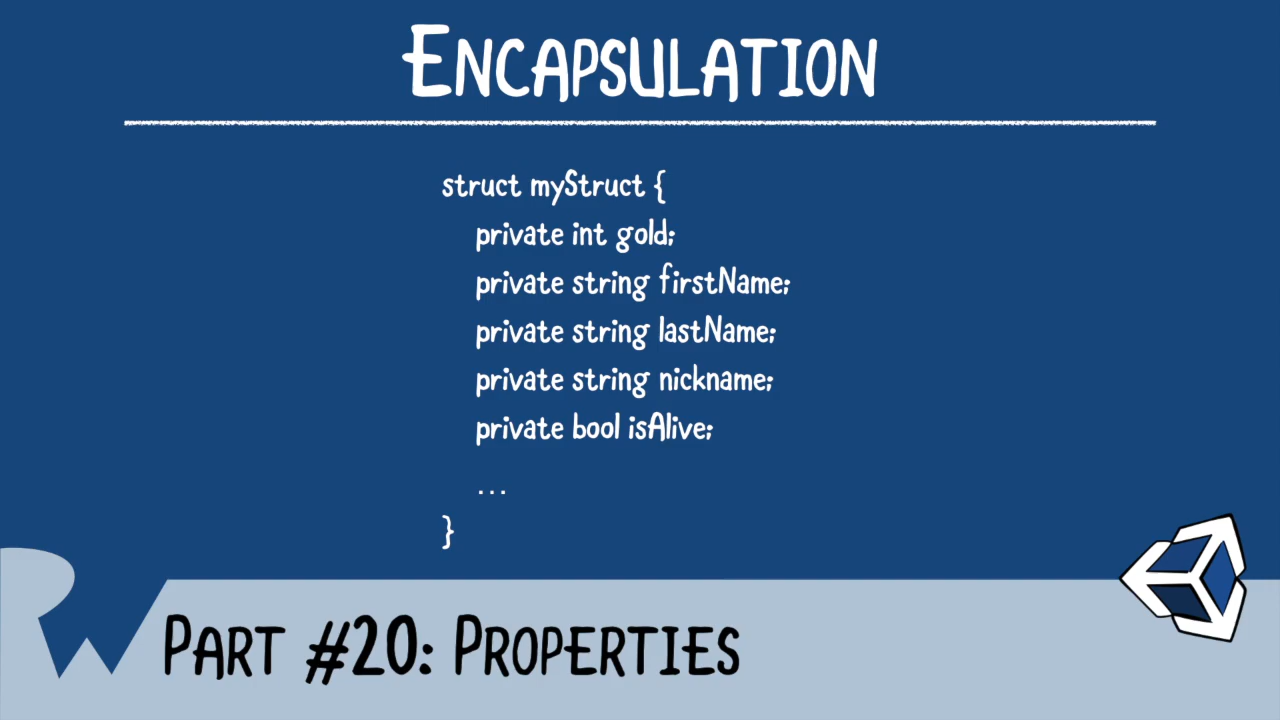 ENCAPSULATION
struct myStruct {
private int gold;
private string firstName;
private string lastName;
private string nickname;
private bool isAlive;
...
}
PART #20: PROPERTIES